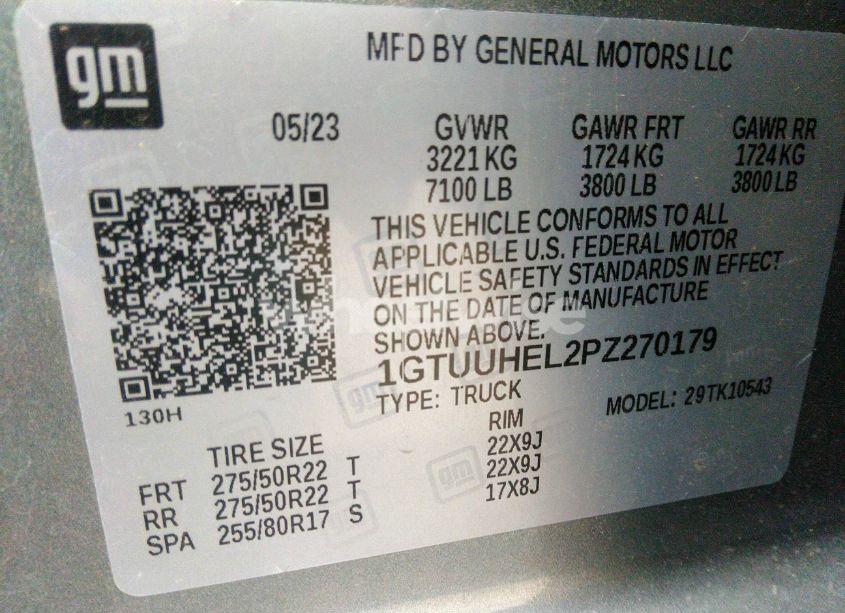 gm
MFD BY GENERAL MOTORS LLC
05/23 GVWR GAWR FRT GAWR RR
3221 KG 1724 KG 1724 KG
7100 LB 3800 LB 3800 LB
THIS VEHICLE CONFORMS TO ALL
APPLICABLE U.S. FEDERAL MOTOR
VEHICLE SAFETY STANDARDS IN EFFECT
ON THE DATE OF MANUFACTURE
SHOWN ABOVE.
1GTUUHEL2PZ270179
TYPE: TRUCK MODEL: 29TK10543
130H
TIRE SIZE RIM
FRT 275/50R22 T 22X9J
RR 275/50R22 T 22X9J
SPA 255/80R17 S 17X8J
gm